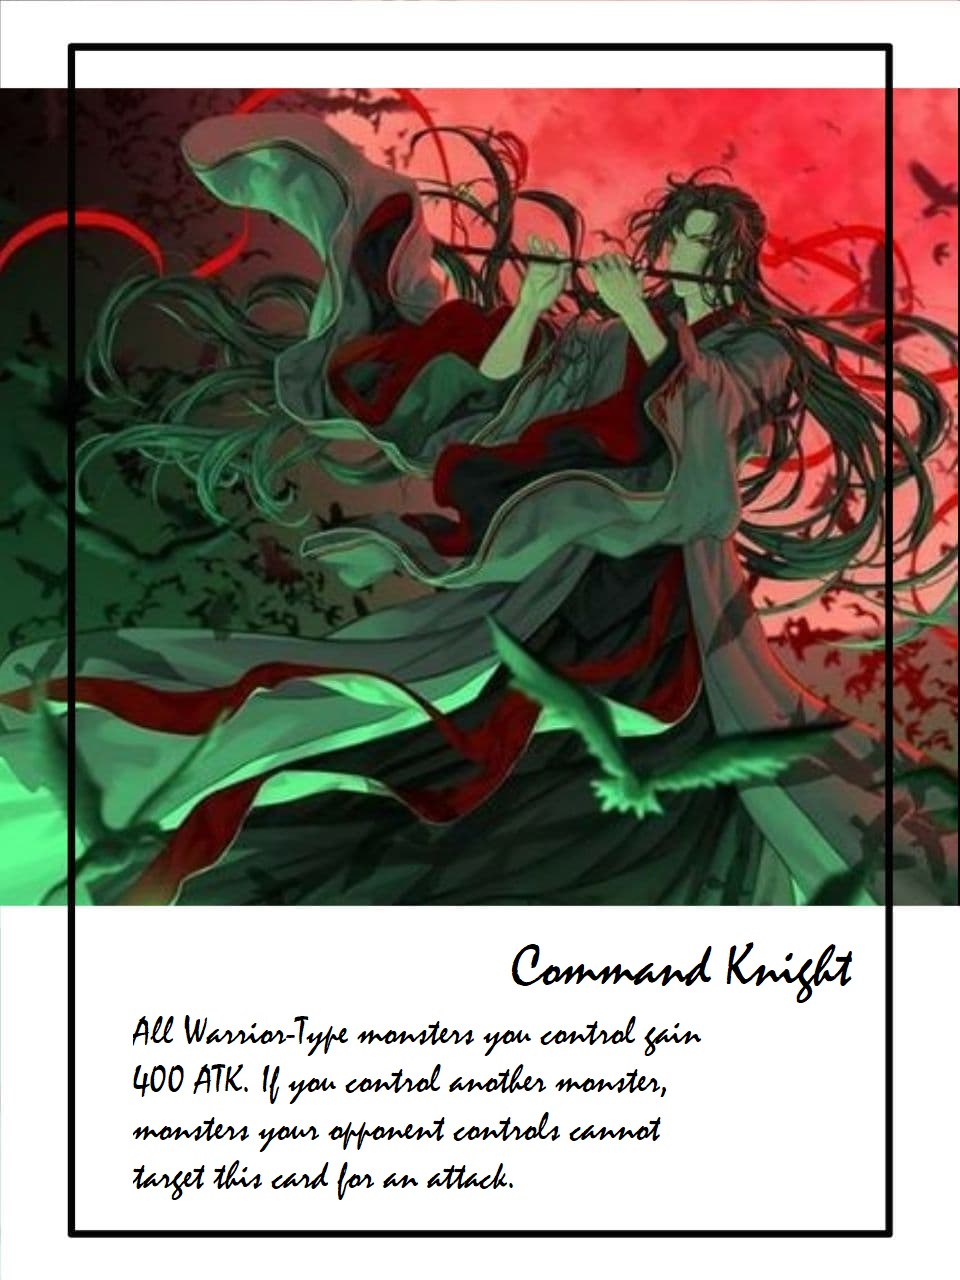 Command Knight
All Warrior-Type monsters you control gain
400 ATK. If you control another monster,
monsters your opponent controls cannot
target this card for an attack.